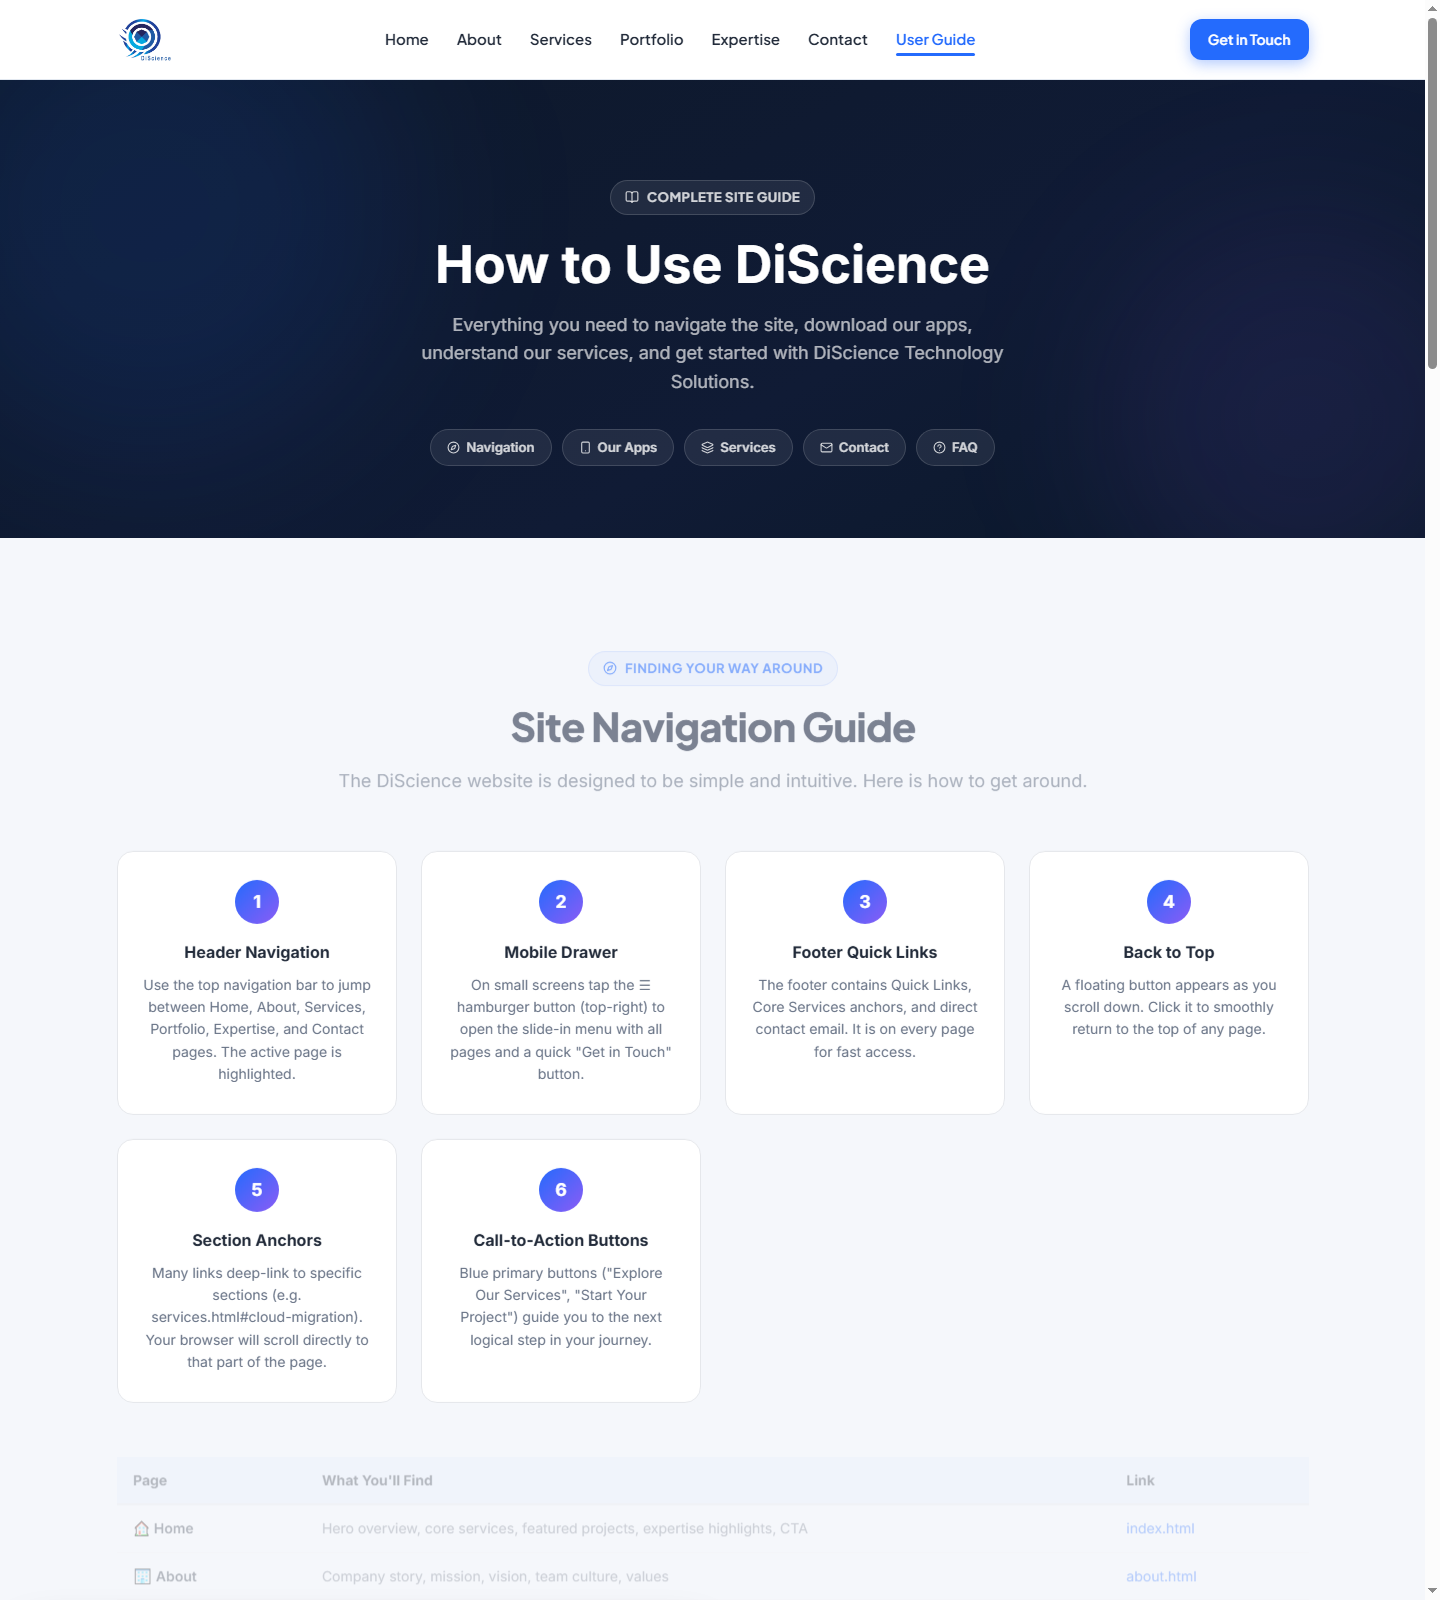 DiScience
Home About Services Portfolio Expertise Contact User Guide
Get in Touch
COMPLETE SITE GUIDE
How to Use DiScience
Everything you need to navigate the site, download our apps,
understand our services, and get started with DiScience Technology
Solutions.
Navigation Our Apps Services Contact FAQ
FINDING YOUR WAY AROUND
Site Navigation Guide
The DiScience website is designed to be simple and intuitive. Here is how to get around.
1
Header Navigation
Use the top navigation bar to jump
between Home, About, Services,
Portfolio, Expertise, and Contact
pages. The active page is
highlighted.
2
Mobile Drawer
On small screens tap the ☰
hamburger button (top-right) to
open the slide-in menu with all
pages and a quick "Get in Touch"
button.
3
Footer Quick Links
The footer contains Quick Links,
Core Services anchors, and direct
contact email. It is on every page
for fast access.
4
Back to Top
A floating button appears as you
scroll down. Click it to smoothly
return to the top of any page.
5
Section Anchors
Many links deep-link to specific
sections (e.g.
services.html#cloud-migration).
Your browser will scroll directly to
that part of the page.
6
Call-to-Action Buttons
Blue primary buttons ("Explore
Our Services", "Start Your
Project") guide you to the next
logical step in your journey.
Page What You'll Find Link
🏠 Home Hero overview, core services, featured projects, expertise highlights, CTA index.html
🏢 About Company story, mission, vision, team culture, values about.html